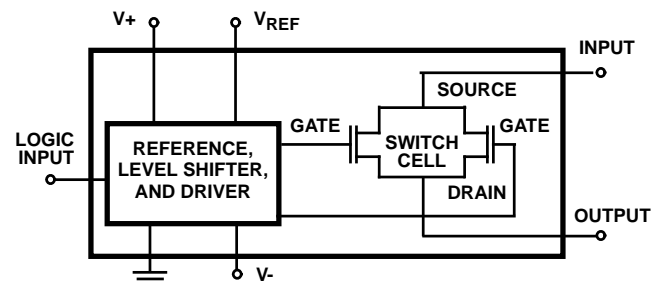 V+
V_REF
INPUT
SOURCE
GATE
GATE
LOGIC
INPUT
REFERENCE,
LEVEL SHIFTER,
AND DRIVER
SWITCH
CELL
DRAIN
OUTPUT
V-